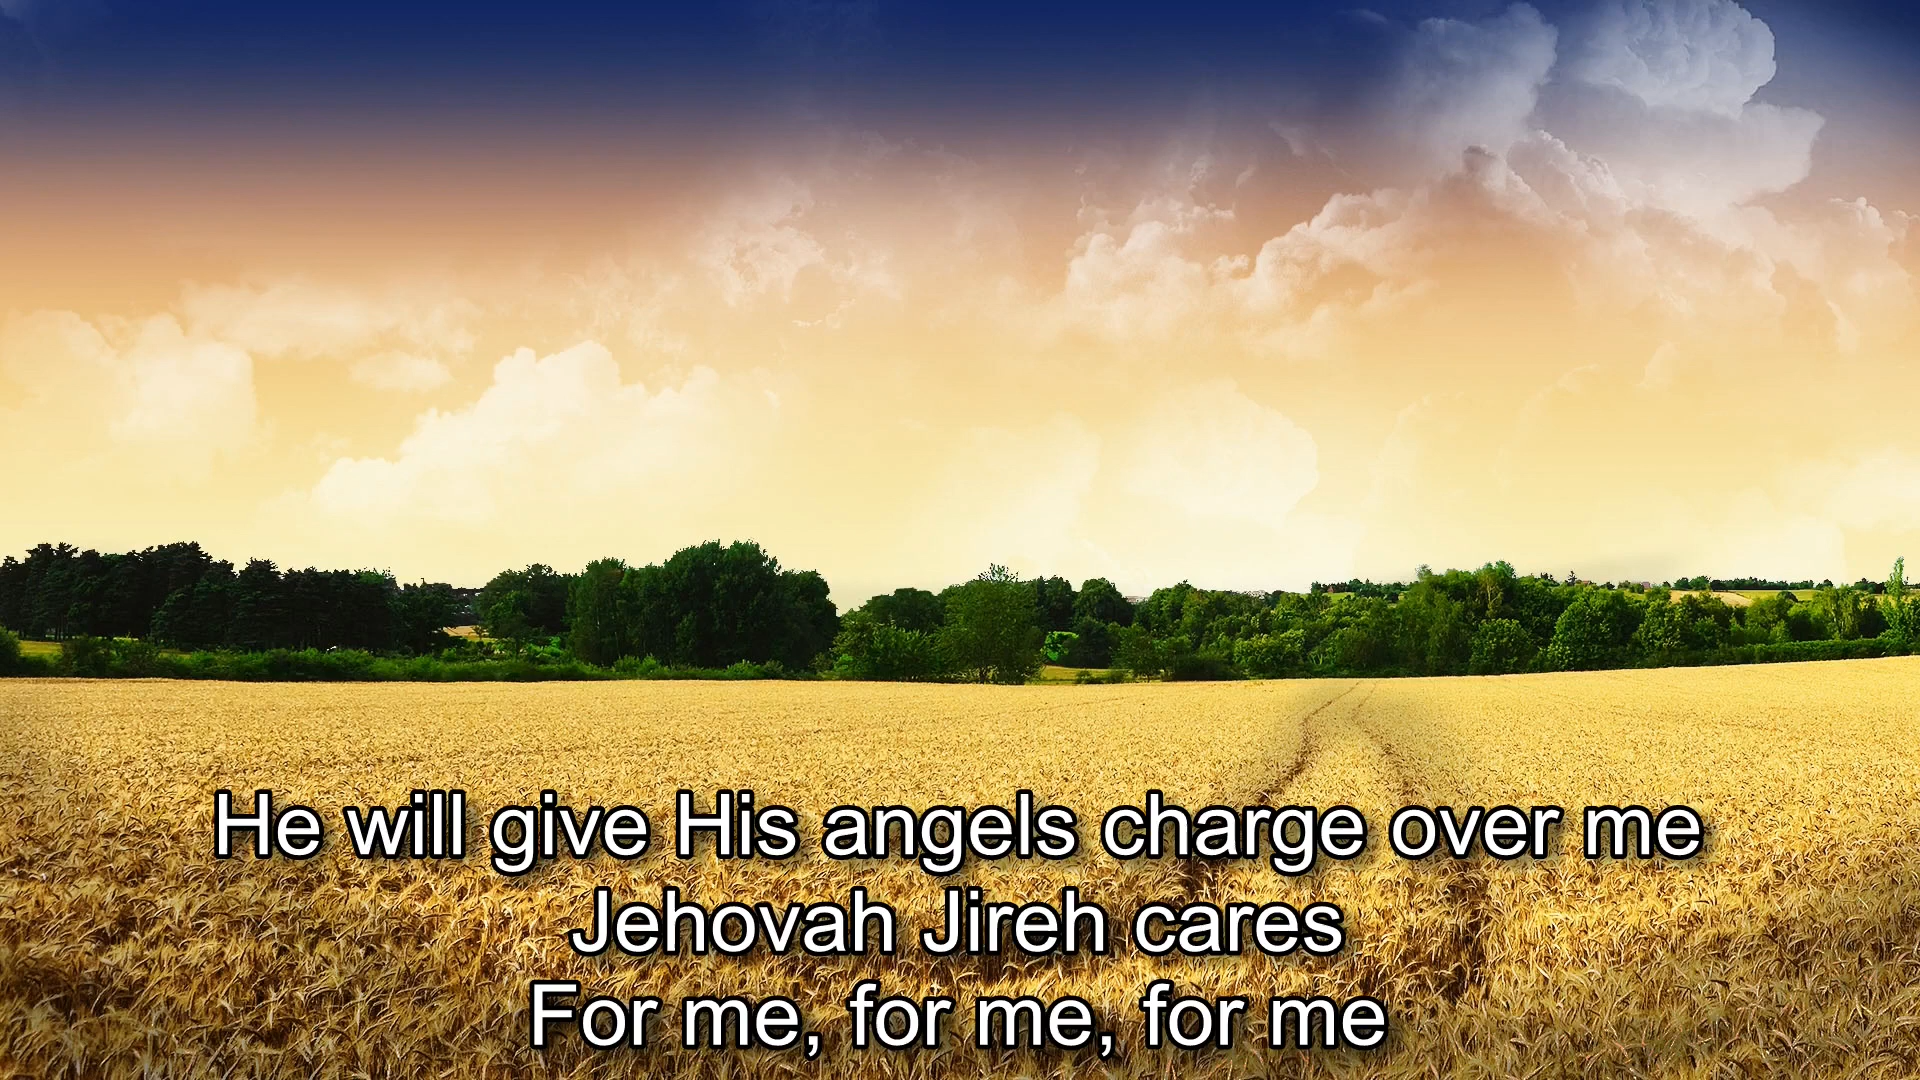 He will give His angels charge over me
Jehovah Jireh cares
For me, for me, for me